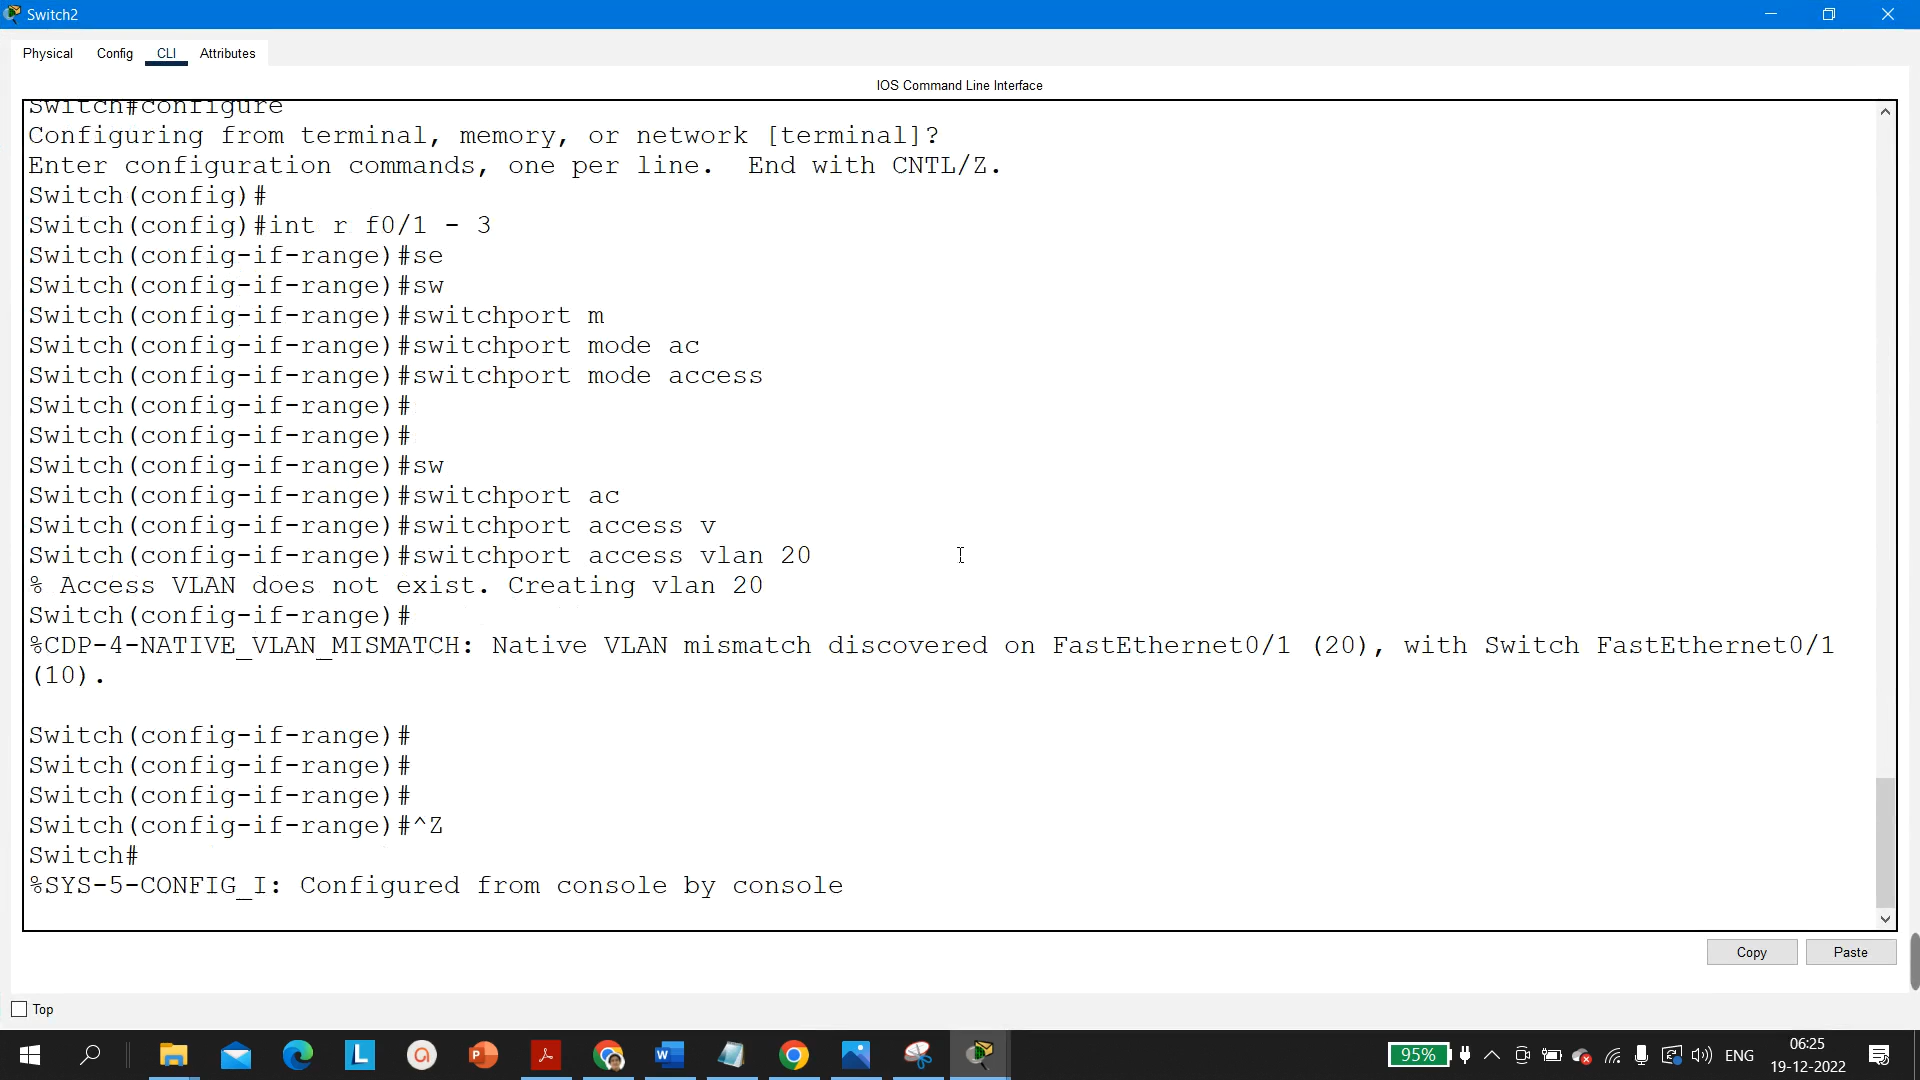 Switch2
Physical Config CLI Attributes
IOS Command Line Interface
Switch#configure
Configuring from terminal, memory, or network [terminal]?
Enter configuration commands, one per line.  End with CNTL/Z.
Switch(config)#
Switch(config)#int r f0/1 - 3
Switch(config-if-range)#se
Switch(config-if-range)#sw
Switch(config-if-range)#switchport m
Switch(config-if-range)#switchport mode ac
Switch(config-if-range)#switchport mode access
Switch(config-if-range)#
Switch(config-if-range)#
Switch(config-if-range)#sw
Switch(config-if-range)#switchport ac
Switch(config-if-range)#switchport access v
Switch(config-if-range)#switchport access vlan 20
% Access VLAN does not exist. Creating vlan 20
Switch(config-if-range)#
%CDP-4-NATIVE_VLAN_MISMATCH: Native VLAN mismatch discovered on FastEthernet0/1 (20), with Switch FastEthernet0/1
(10).
Switch(config-if-range)#
Switch(config-if-range)#
Switch(config-if-range)#
Switch(config-if-range)#^Z
Switch#
%SYS-5-CONFIG_I: Configured from console by console
Copy Paste
Top
95% ENG
06:25
19-12-2022